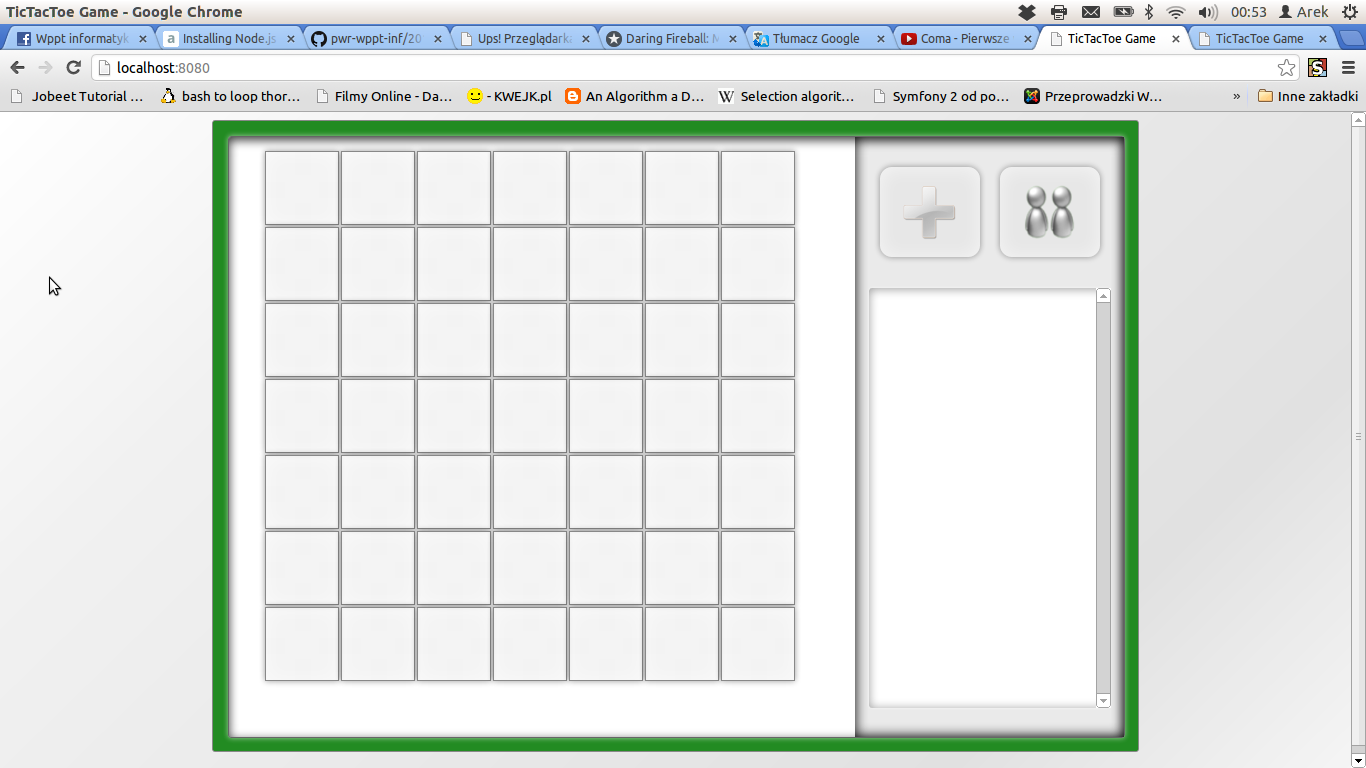 TicTacToe Game - Google Chrome
00:53 Arek
Wppt informatyk
Installing Node.js
pwr-wppt-inf/20
Ups! Przeglądarka
Daring Fireball: M
Tłumacz Google
Coma - Pierwsze
TicTacToe Game
TicTacToe Game
localhost:8080
Jobeet Tutorial ...
bash to loop thor...
Filmy Online - Da...
- KWEJK.pl
An Algorithm a D...
W Selection algorit...
Symfony 2 od po...
Przeprowadzki W...
» Inne zakładki